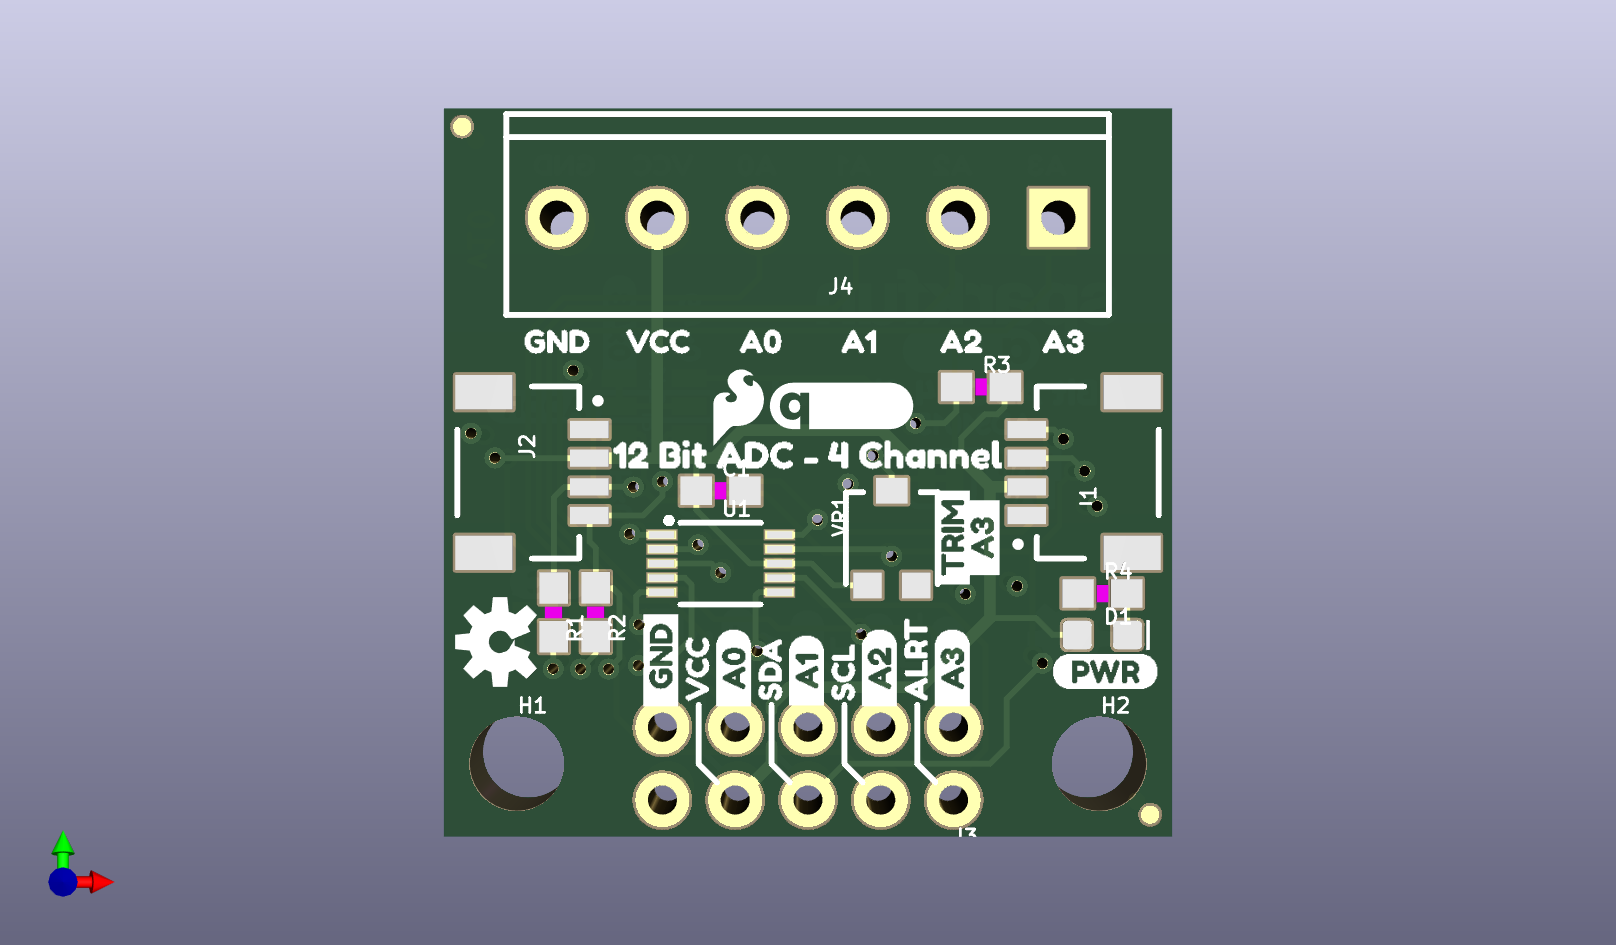 J4
GND VCC A0 A1 A2 A3
R3
q
J2
12 Bit ADC - 4 Channel
C1
J1
U1
VR1
TRIM
A3
R4
D1
R1
R2
GND
VCC
A0
SDA
A1
SCL
A2
ALRT
A3
PWR
H1
H2
J3